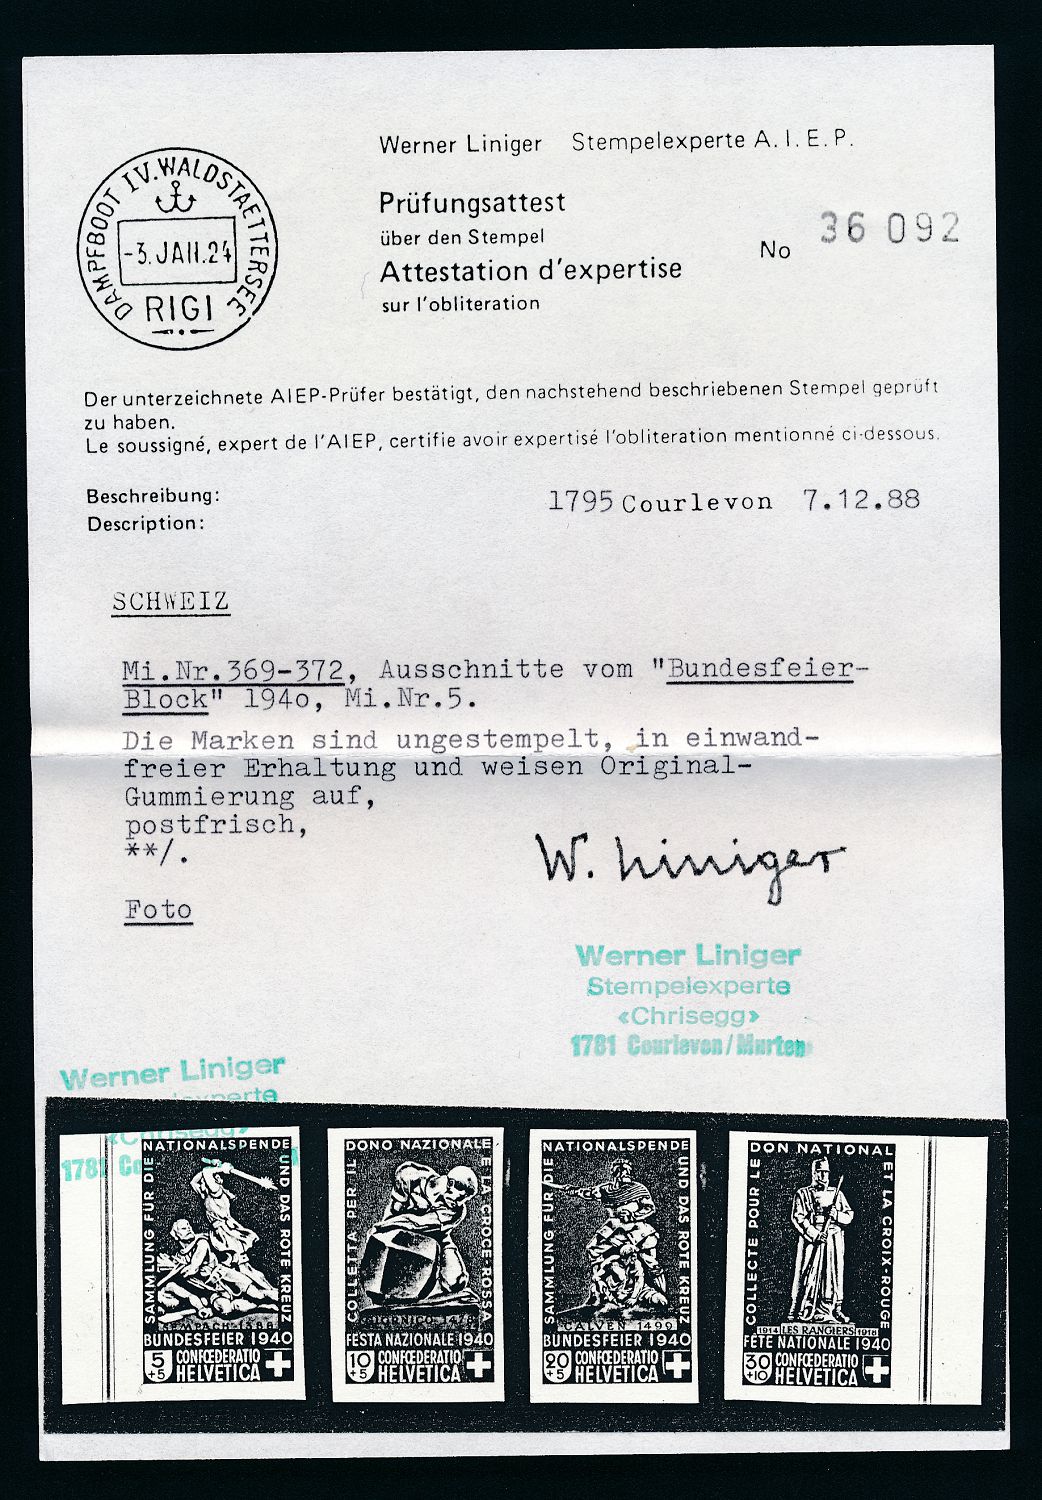 Werner Liniger Stempelexperte A.I.E.P.
DAMPFBOOT IV. WALDSTAETTERSEE
-3.JAII.24
RIGI
Prüfungsattest
über den Stempel
Attestation d'expertise
sur l'obliteration
No 36 092
Der unterzeichnete AIEP-Prüfer bestätigt, den nachstehend beschriebenen Stempel geprüft
zu haben.
Le soussigné, expert de l'AIEP, certifie avoir expertisé l'obliteration mentionné ci-dessous.
Beschreibung:
Description:
1795 Courlevon 7.12.88
SCHWEIZ
Mi.Nr.369-372, Ausschnitte vom "Bundesfeier-
Block" 194o, Mi.Nr.5.
Die Marken sind ungestempelt, in einwand-
freier Erhaltung und weisen Original-
Gummierung auf,
postfrisch,
**/.
Foto
W. Liniger
Werner Liniger
Stempelexperte
«Chrisegg»
1781 Courlevon/Murten
Werner Liniger
«Chrisegg»
1781
NATIONALSPENDE
SAMMLUNG FÜR DIE
UND DAS ROTE KREUZ
SEMPACH-1386
BUNDESFEIER 1940
5+5 CONFŒDERATIO
HELVETICA
DONO NAZIONALE
COLLETTA PER IL
E LA CROCE-ROSSA
GIORNICO 1478
FESTA NAZIONALE 1940
10+5 CONFŒDERATIO
HELVETICA
NATIONALSPENDE
SAMMLUNG FÜR DIE
UND DAS ROTE KREUZ
CALVEN 1499
BUNDESFEIER 1940
20+5 CONFŒDERATIO
HELVETICA
DON NATIONAL
COLLECTE POUR LE
ET LA CROIX-ROUGE
1914 LES RANGIERS 1918
FÊTE NATIONALE 1940
30+10 CONFŒDERATIO
HELVETICA